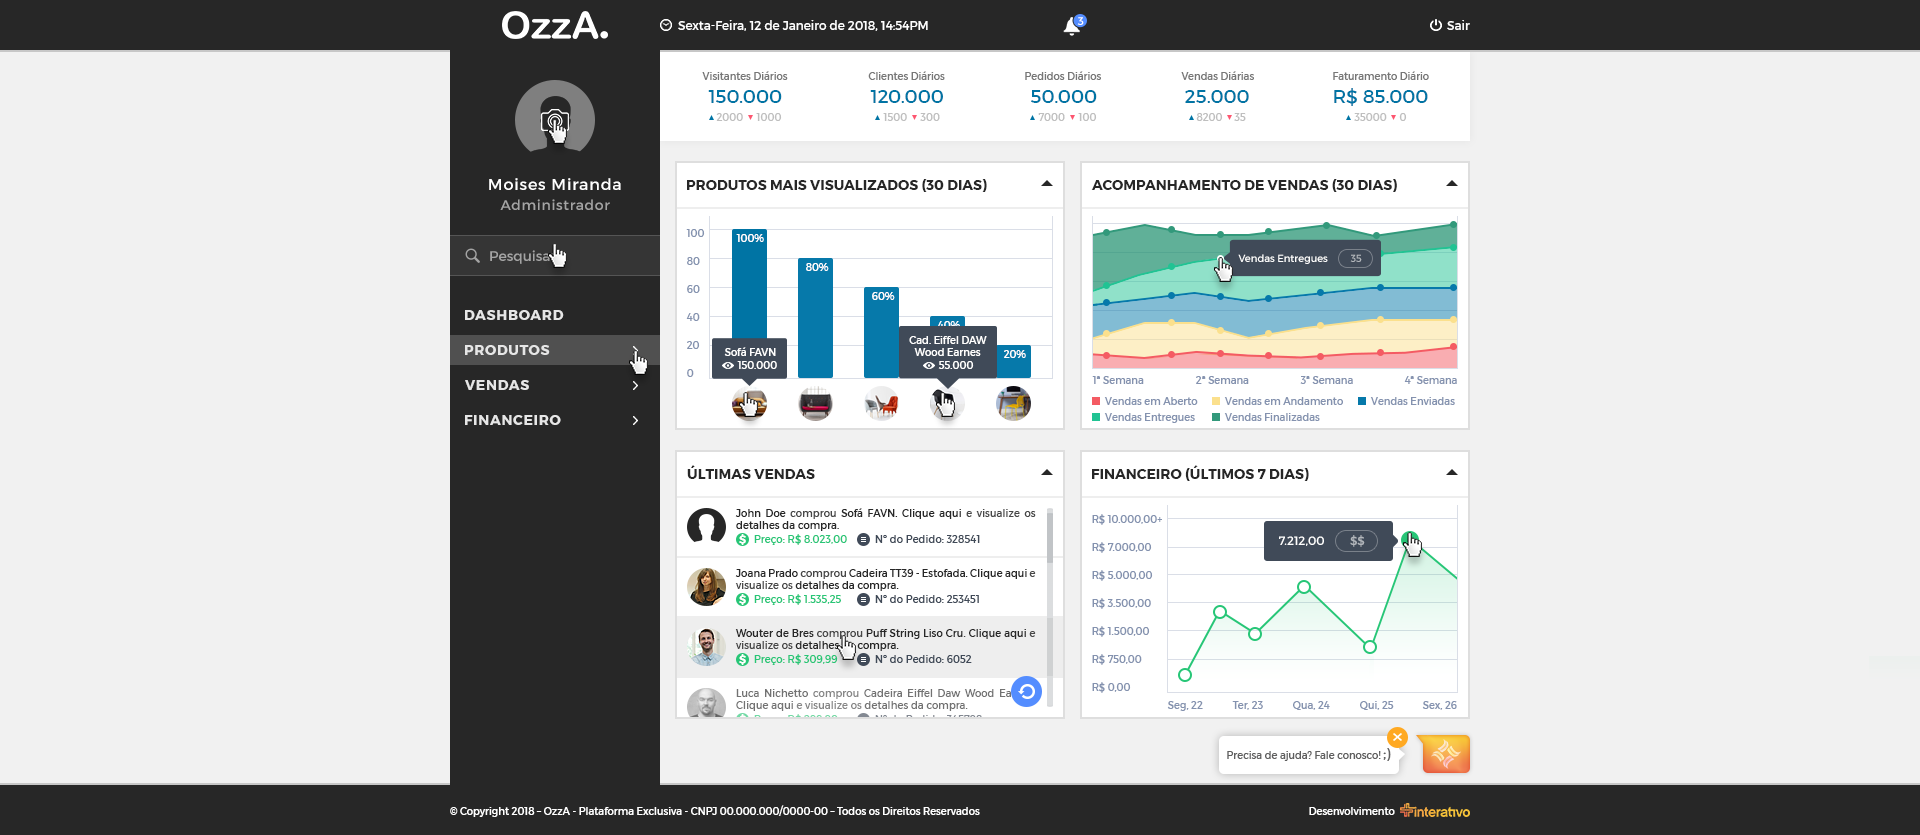 OzzA.
Sexta-Feira, 12 de Janeiro de 2018, 14:54PM
3
Sair
Moises Miranda
Administrador
Pesquisa
DASHBOARD
PRODUTOS
VENDAS
FINANCEIRO
Visitantes Diários
150.000
2000 1000
Clientes Diários
120.000
1500 300
Pedidos Diários
50.000
7000 100
Vendas Diárias
25.000
8200 35
Faturamento Diário
R$ 85.000
35000 0
PRODUTOS MAIS VISUALIZADOS (30 DIAS)
100
80
60
40
20
0
100%
80%
60%
40%
20%
Sofá FAVN
150.000
Cad. Eiffel DAW
Wood Earnes
55.000
ACOMPANHAMENTO DE VENDAS (30 DIAS)
Vendas Entregues 35
1ª Semana
2ª Semana
3ª Semana
4ª Semana
Vendas em Aberto
Vendas em Andamento
Vendas Enviadas
Vendas Entregues
Vendas Finalizadas
ÚLTIMAS VENDAS
John Doe comprou Sofá FAVN. Clique aqui e visualize os
detalhes da compra.
Preço: R$ 8.023,00 Nº do Pedido: 328541
Joana Prado comprou Cadeira TT39 - Estofada. Clique aqui e
visualize os detalhes da compra.
Preço: R$ 1.535,25 Nº do Pedido: 253451
Wouter de Bres comprou Puff String Liso Cru. Clique aqui e
visualize os detalhes da compra.
Preço: R$ 309,99 Nº do Pedido: 6052
Luca Nichetto comprou Cadeira Eiffel Daw Wood
Clique aqui e visualize os detalhes da compra.
FINANCEIRO (ÚLTIMOS 7 DIAS)
R$ 10.000,00+
R$ 7.000,00
R$ 5.000,00
R$ 3.500,00
R$ 1.500,00
R$ 750,00
R$ 0,00
7.212,00 $$
Seg, 22
Ter, 23
Qua, 24
Qui, 25
Sex, 26
Precisa de ajuda? Fale conosco! ;)
© Copyright 2018 – OzzA - Plataforma Exclusiva - CNPJ 00.000.000/0000-00 – Todos os Direitos Reservados
Desenvolvimento interativo